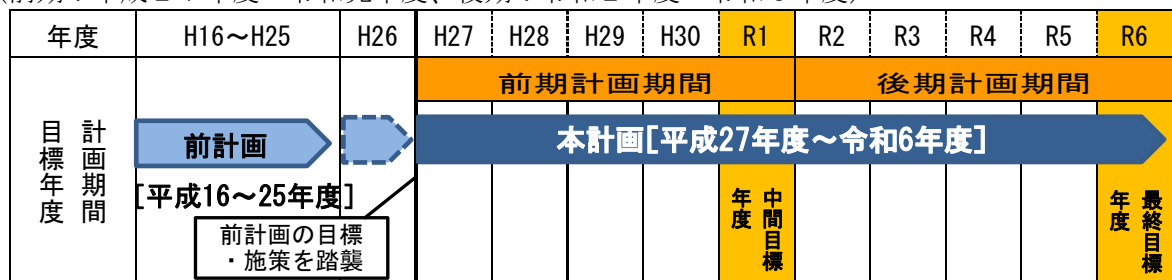 年度 H16～H25 H26 H27 H28 H29 H30 R1 R2 R3 R4 R5 R6
前期計画期間 後期計画期間
計画期間
目標年度
前計画
本計画[平成27年度～令和6年度]
[平成16～25年度]
前計画の目標
・施策を踏襲
中間目標
年度
最終目標
年度